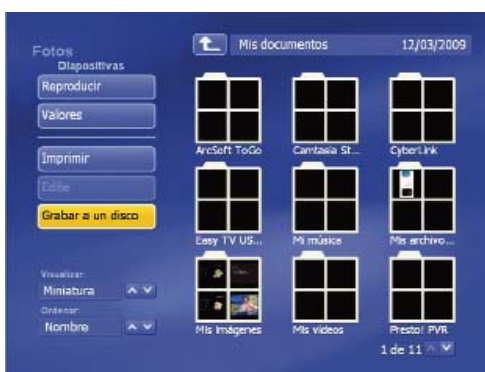 Fotos
Diapositivas
Reproducir
Valores
Imprimir
Edite
Grabar a un disco
Visualizar:
Miniatura
Ordenar:
Nombre
Mis documentos 12/03/2009
ArcSoft ToGo Camtasia St... CyberLink
Easy TV US... Mi música Mis archivo...
Mis imágenes Mis vídeos Presto! PVR
1 de 11